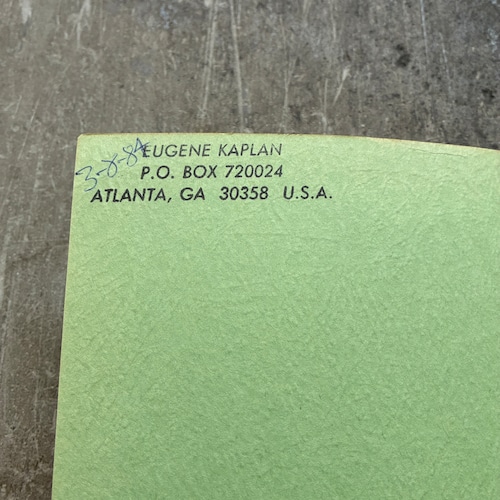 3-8-84
EUGENE KAPLAN
P.O. BOX 720024
ATLANTA, GA 30358 U.S.A.